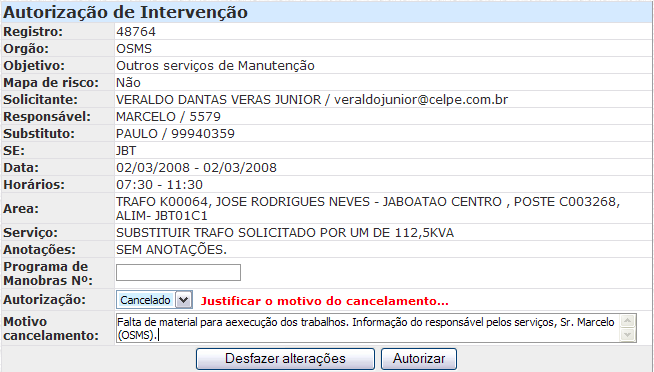 Autorização de Intervenção
Registro: 48764
Orgão: OSMS
Objetivo: Outros serviços de Manutenção
Mapa de risco: Não
Solicitante: VERALDO DANTAS VERAS JUNIOR / veraldojunior@celpe.com.br
Responsável: MARCELO / 5579
Substituto: PAULO / 99940359
SE: JBT
Data: 02/03/2008 - 02/03/2008
Horários: 07:30 - 11:30
Area: TRAFO K00064, JOSE RODRIGUES NEVES - JABOATAO CENTRO , POSTE C003268,
ALIM- JBT01C1
Serviço: SUBSTITUIR TRAFO SOLICITADO POR UM DE 112,5KVA
Anotações: SEM ANOTAÇÕES.
Programa de
Manobras Nº:
Autorização: Cancelado Justificar o motivo do cancelamento...
Motivo
cancelamento:
Falta de material para aexecução dos trabalhos. Informação do responsável pelos serviços, Sr. Marcelo
(OSMS).
Desfazer alterações Autorizar